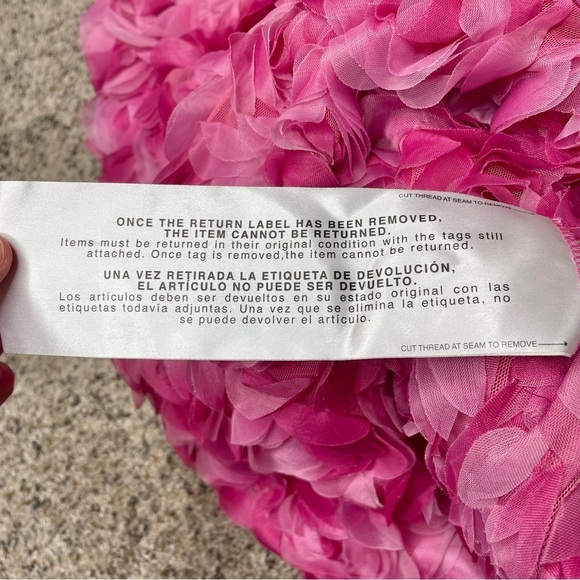 CUT THREAD AT SEAM TO REMOVE
ONCE THE RETURN LABEL HAS BEEN REMOVED,
THE ITEM CANNOT BE RETURNED.
Items must be returned in their original condition with the tags still
attached. Once tag is removed,the item cannot be returned.
UNA VEZ RETIRADA LA ETIQUETA DE DEVOLUCIÓN,
EL ARTÍCULO NO PUEDE SER DEVUELTO.
Los artículos deben ser devueltos en su estado original con las
etiquetas todavía adjuntas. Una vez que se elimina la etiqueta, no
se puede devolver el artículo.
CUT THREAD AT SEAM TO REMOVE